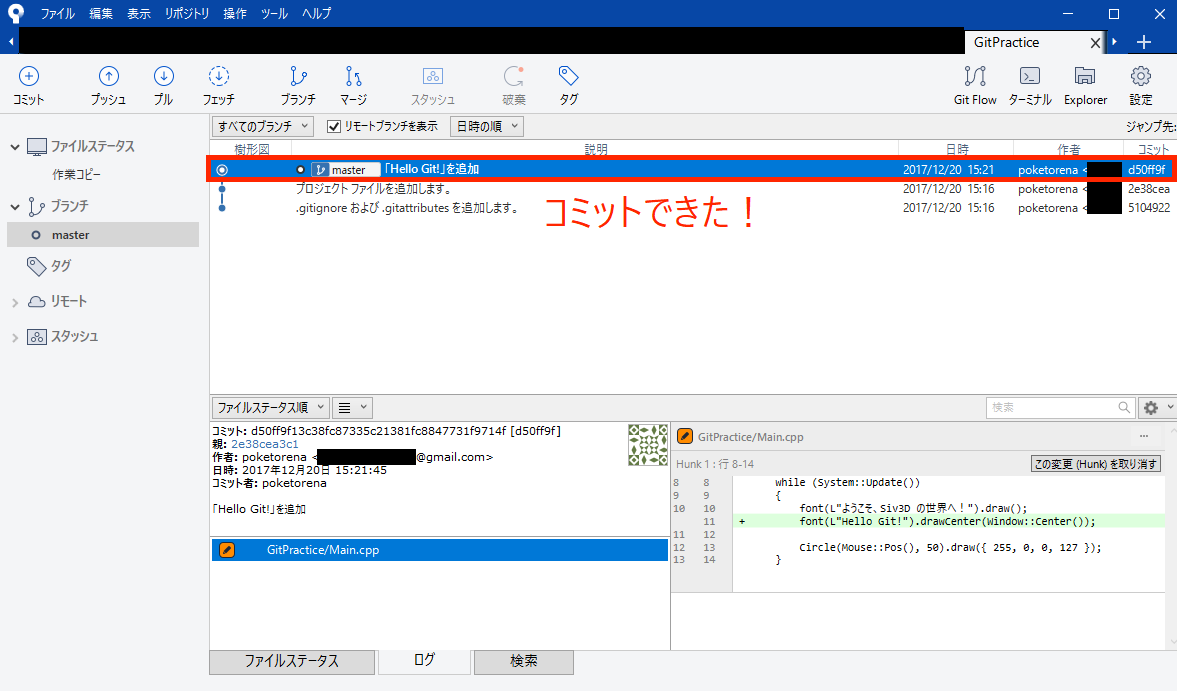 ファイル 編集 表示 リポジトリ 操作 ツール ヘルプ
GitPractice
コミット プッシュ プル フェッチ ブランチ マージ スタッシュ 破棄 タグ Git Flow ターミナル Explorer 設定
すべてのブランチ リモートブランチを表示 日時の順 ジャンプ先:
樹形図 説明 日時 作者 コミット
master 「Hello Git!」を追加 2017/12/20 15:21 poketorena < d50ff9f
プロジェクト ファイルを追加します。 2017/12/20 15:16 poketorena < 2e38cea
.gitignore および .gitattributes を追加します。 2017/12/20 15:16 poketorena < 5104922
コミットできた！
ファイルステータス
作業コピー
ブランチ
master
タグ
リモート
スタッシュ
ファイルステータス順 検索
コミット: d50ff9f13c38fc87335c21381fc8847731f9714f [d50ff9f]
親: 2e38cea3c1
作者: poketorena < @gmail.com>
日時: 2017年12月20日 15:21:45
コミット者: poketorena
「Hello Git!」を追加
GitPractice/Main.cpp
GitPractice/Main.cpp ...
Hunk 1 : 行 8-14 この変更 (Hunk) を取り消す
8 8 while (System::Update())
9 9 {
10 10 font(L"ようこそ、Siv3D の世界へ！").draw();
11 + font(L"Hello Git!").drawCenter(Window::Center());
11 12
12 13 Circle(Mouse::Pos(), 50).draw({ 255, 0, 0, 127 });
13 14 }
ファイルステータス ログ 検索